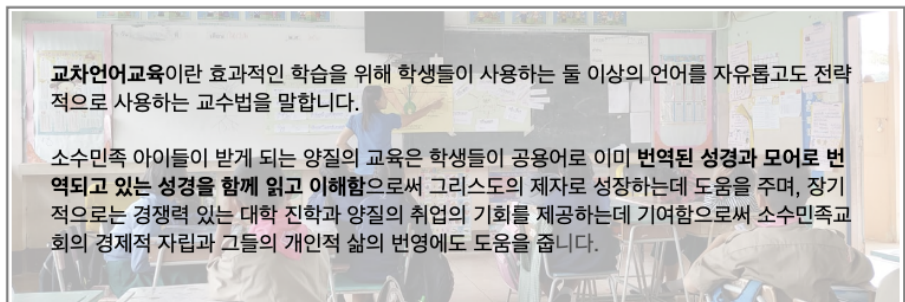 교차언어교육이란 효과적인 학습을 위해 학생들이 사용하는 둘 이상의 언어를 자유롭고도 전략
적으로 사용하는 교수법을 말합니다.
소수민족 아이들이 받게 되는 양질의 교육은 학생들이 공용어로 이미 번역된 성경과 모어로 번
역되고 있는 성경을 함께 읽고 이해함으로써 그리스도의 제자로 성장하는데 도움을 주며, 장기
적으로는 경쟁력 있는 대학 진학과 양질의 취업의 기회를 제공하는데 기여함으로써 소수민족교
회의 경제적 자립과 그들의 개인적 삶의 번영에도 도움을 줍니다.